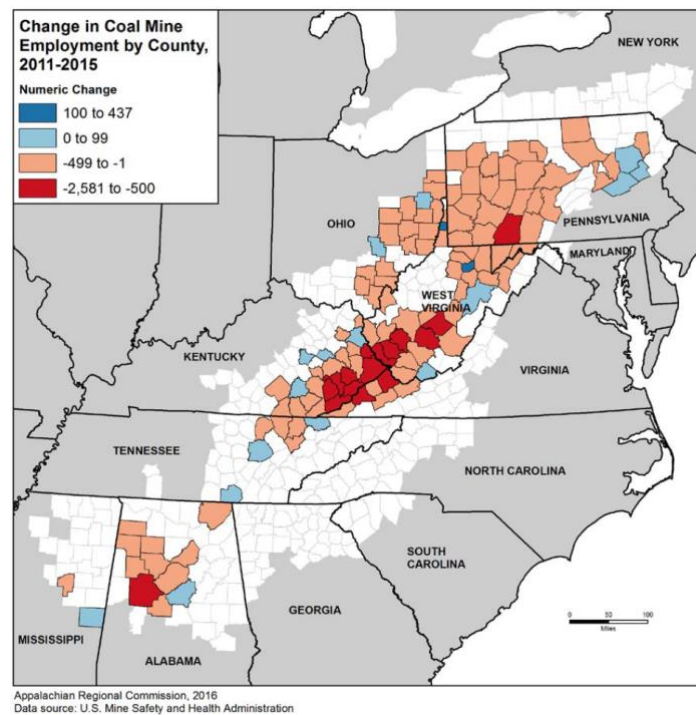 Change in Coal Mine
Employment by County,
2011-2015
Numeric Change
100 to 437
0 to 99
-499 to -1
-2,581 to -500
NEW YORK
OHIO
PENNSYLVANIA
MARYLAND
WEST
VIRGINIA
KENTUCKY
VIRGINIA
TENNESSEE
NORTH CAROLINA
SOUTH
CAROLINA
GEORGIA
MISSISSIPPI
ALABAMA
0 50 100
Miles
Appalachian Regional Commission, 2016
Data source: U.S. Mine Safety and Health Administration